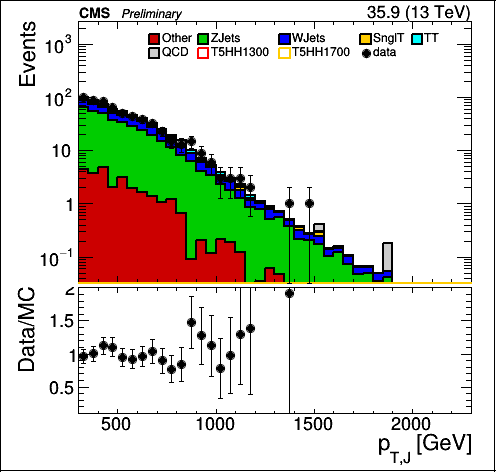 CMS Preliminary 35.9 (13 TeV)
Other ZJets WJets SnglT TT
QCD T5HH1300 T5HH1700 data
Events
10³
10²
10
1
10⁻¹
Data/MC
2
1.5
1
0.5
500 1000 1500 2000
p_T,J [GeV]